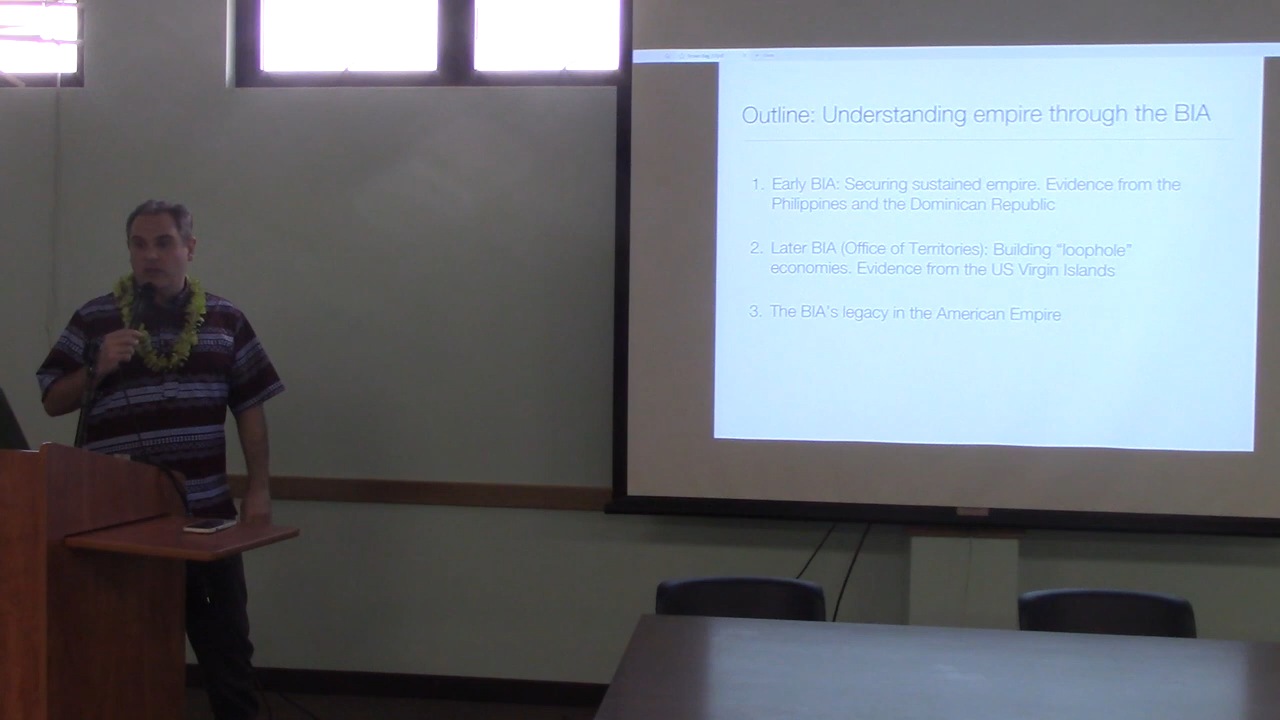 Outline: Understanding empire through the BIA
1. Early BIA: Securing sustained empire. Evidence from the
Philippines and the Dominican Republic
2. Later BIA (Office of Territories): Building “loophole”
economies. Evidence from the US Virgin Islands
3. The BIA’s legacy in the American Empire